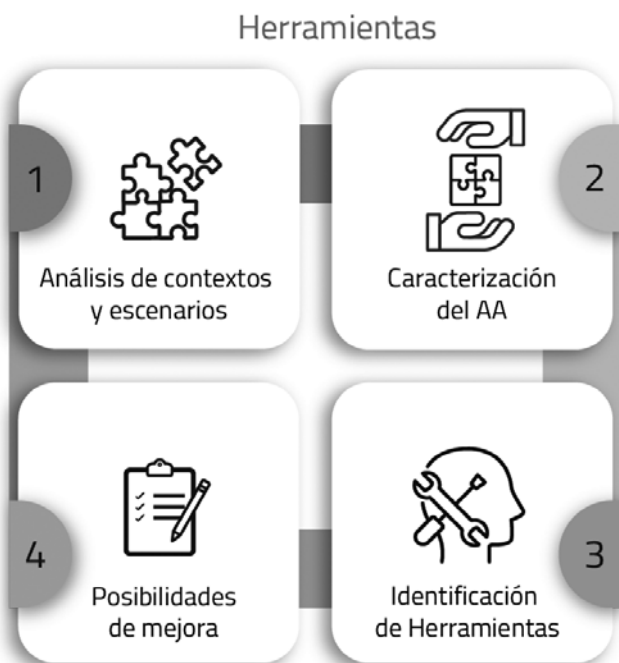 Herramientas
1
Análisis de contextos
y escenarios
2
Caracterización
del AA
4
Posibilidades
de mejora
3
Identificación
de Herramientas